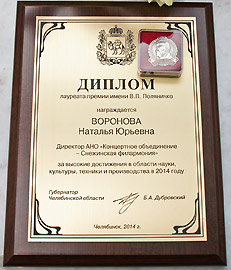 ДИПЛОМ
лауреата премии имени В.П. Поляничко
награждается
ВОРОНОВА
Наталья Юрьевна
Директор АНО «Концертное объединение
– Снежинская филармония»
за высокие достижения в области науки,
культуры, техники и производства в 2014 году
Губернатор
Челябинской области
Б.А. Дубровский
Челябинск, 2014 г.